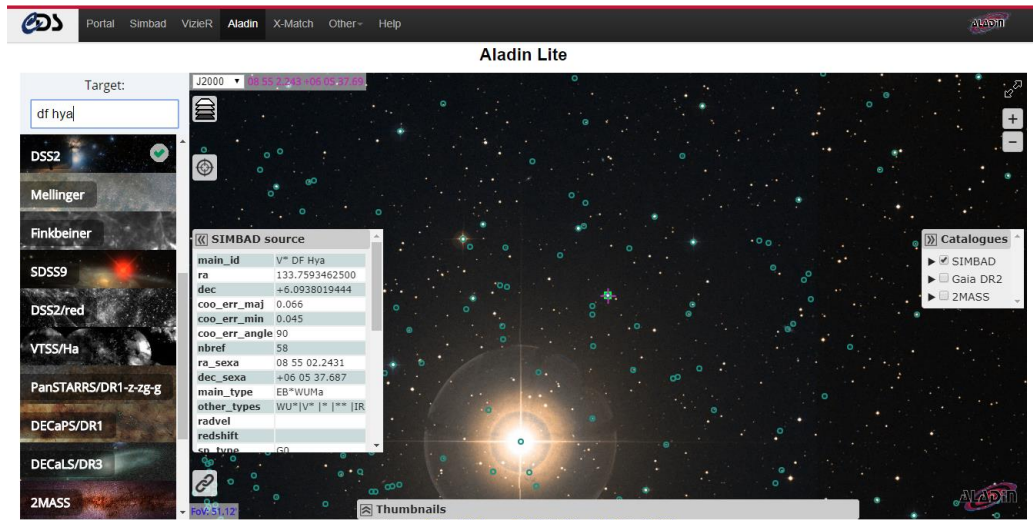 CDS Portal Simbad VizieR Aladin X-Match Other Help ALADIN
Aladin Lite
Target:
df hya
DSS2
Mellinger
Finkbeiner
SDSS9
DSS2/red
VTSS/Ha
PanSTARRS/DR1-z-zg-g
DECaPS/DR1
DECaLS/DR3
2MASS
J2000 08 55 2.243 +06 05 37.69
+
−
SIMBAD source
main_id V* DF Hya
ra 133.7593462500
dec +6.0938019444
coo_err_maj 0.066
coo_err_min 0.045
coo_err_angle 90
nbref 58
ra_sexa 08 55 02.2431
dec_sexa +06 05 37.687
main_type EB*WUMa
other_types WU*|V* |* |** |IR
radvel
redshift
sp_type G0
Catalogues
SIMBAD
Gaia DR2
2MASS
FoV: 51.12'
Thumbnails
ALADIN